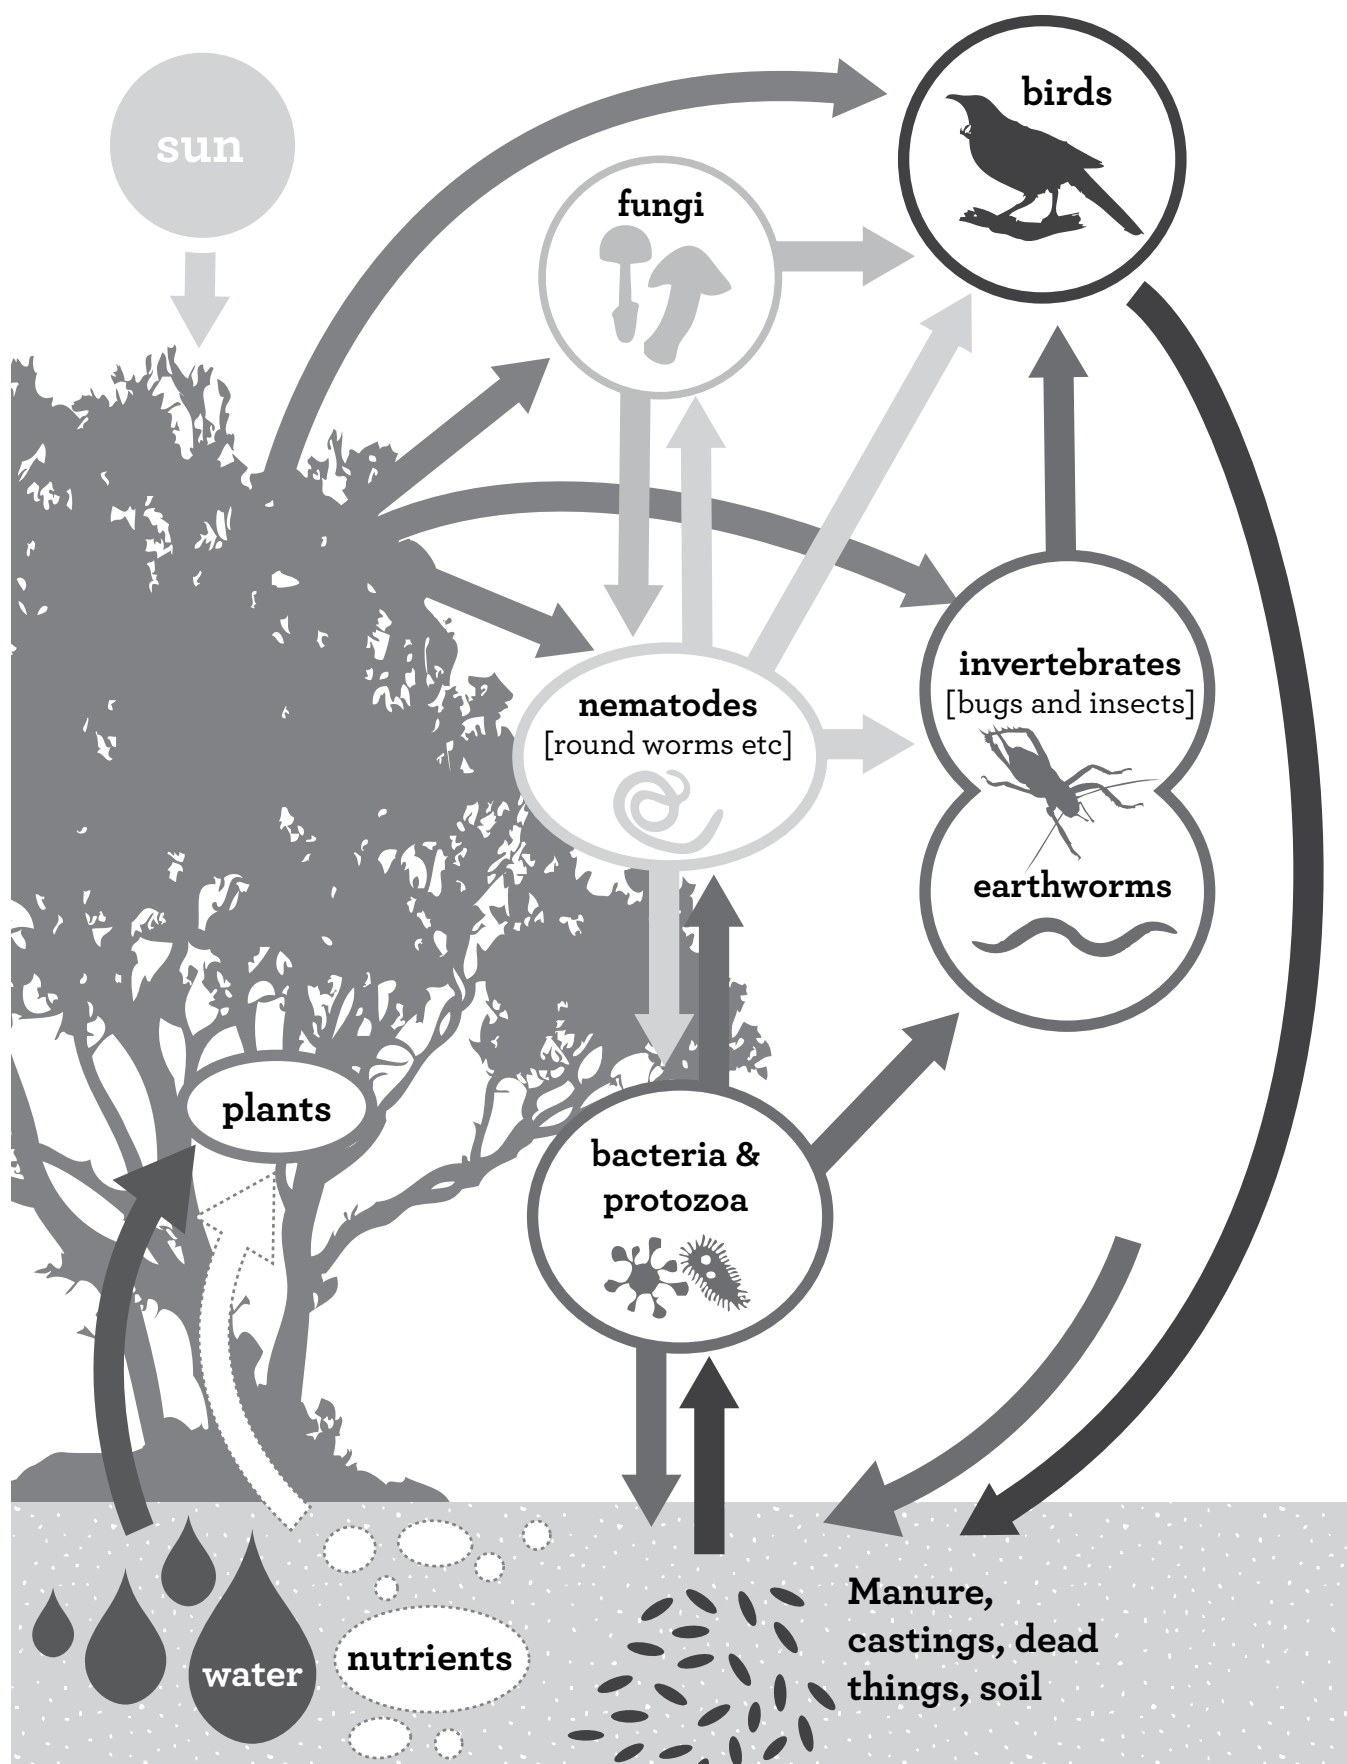 sun
birds
fungi
invertebrates
[bugs and insects]
nematodes
[round worms etc]
earthworms
plants
bacteria &
protozoa
Manure,
castings, dead
things, soil
water
nutrients